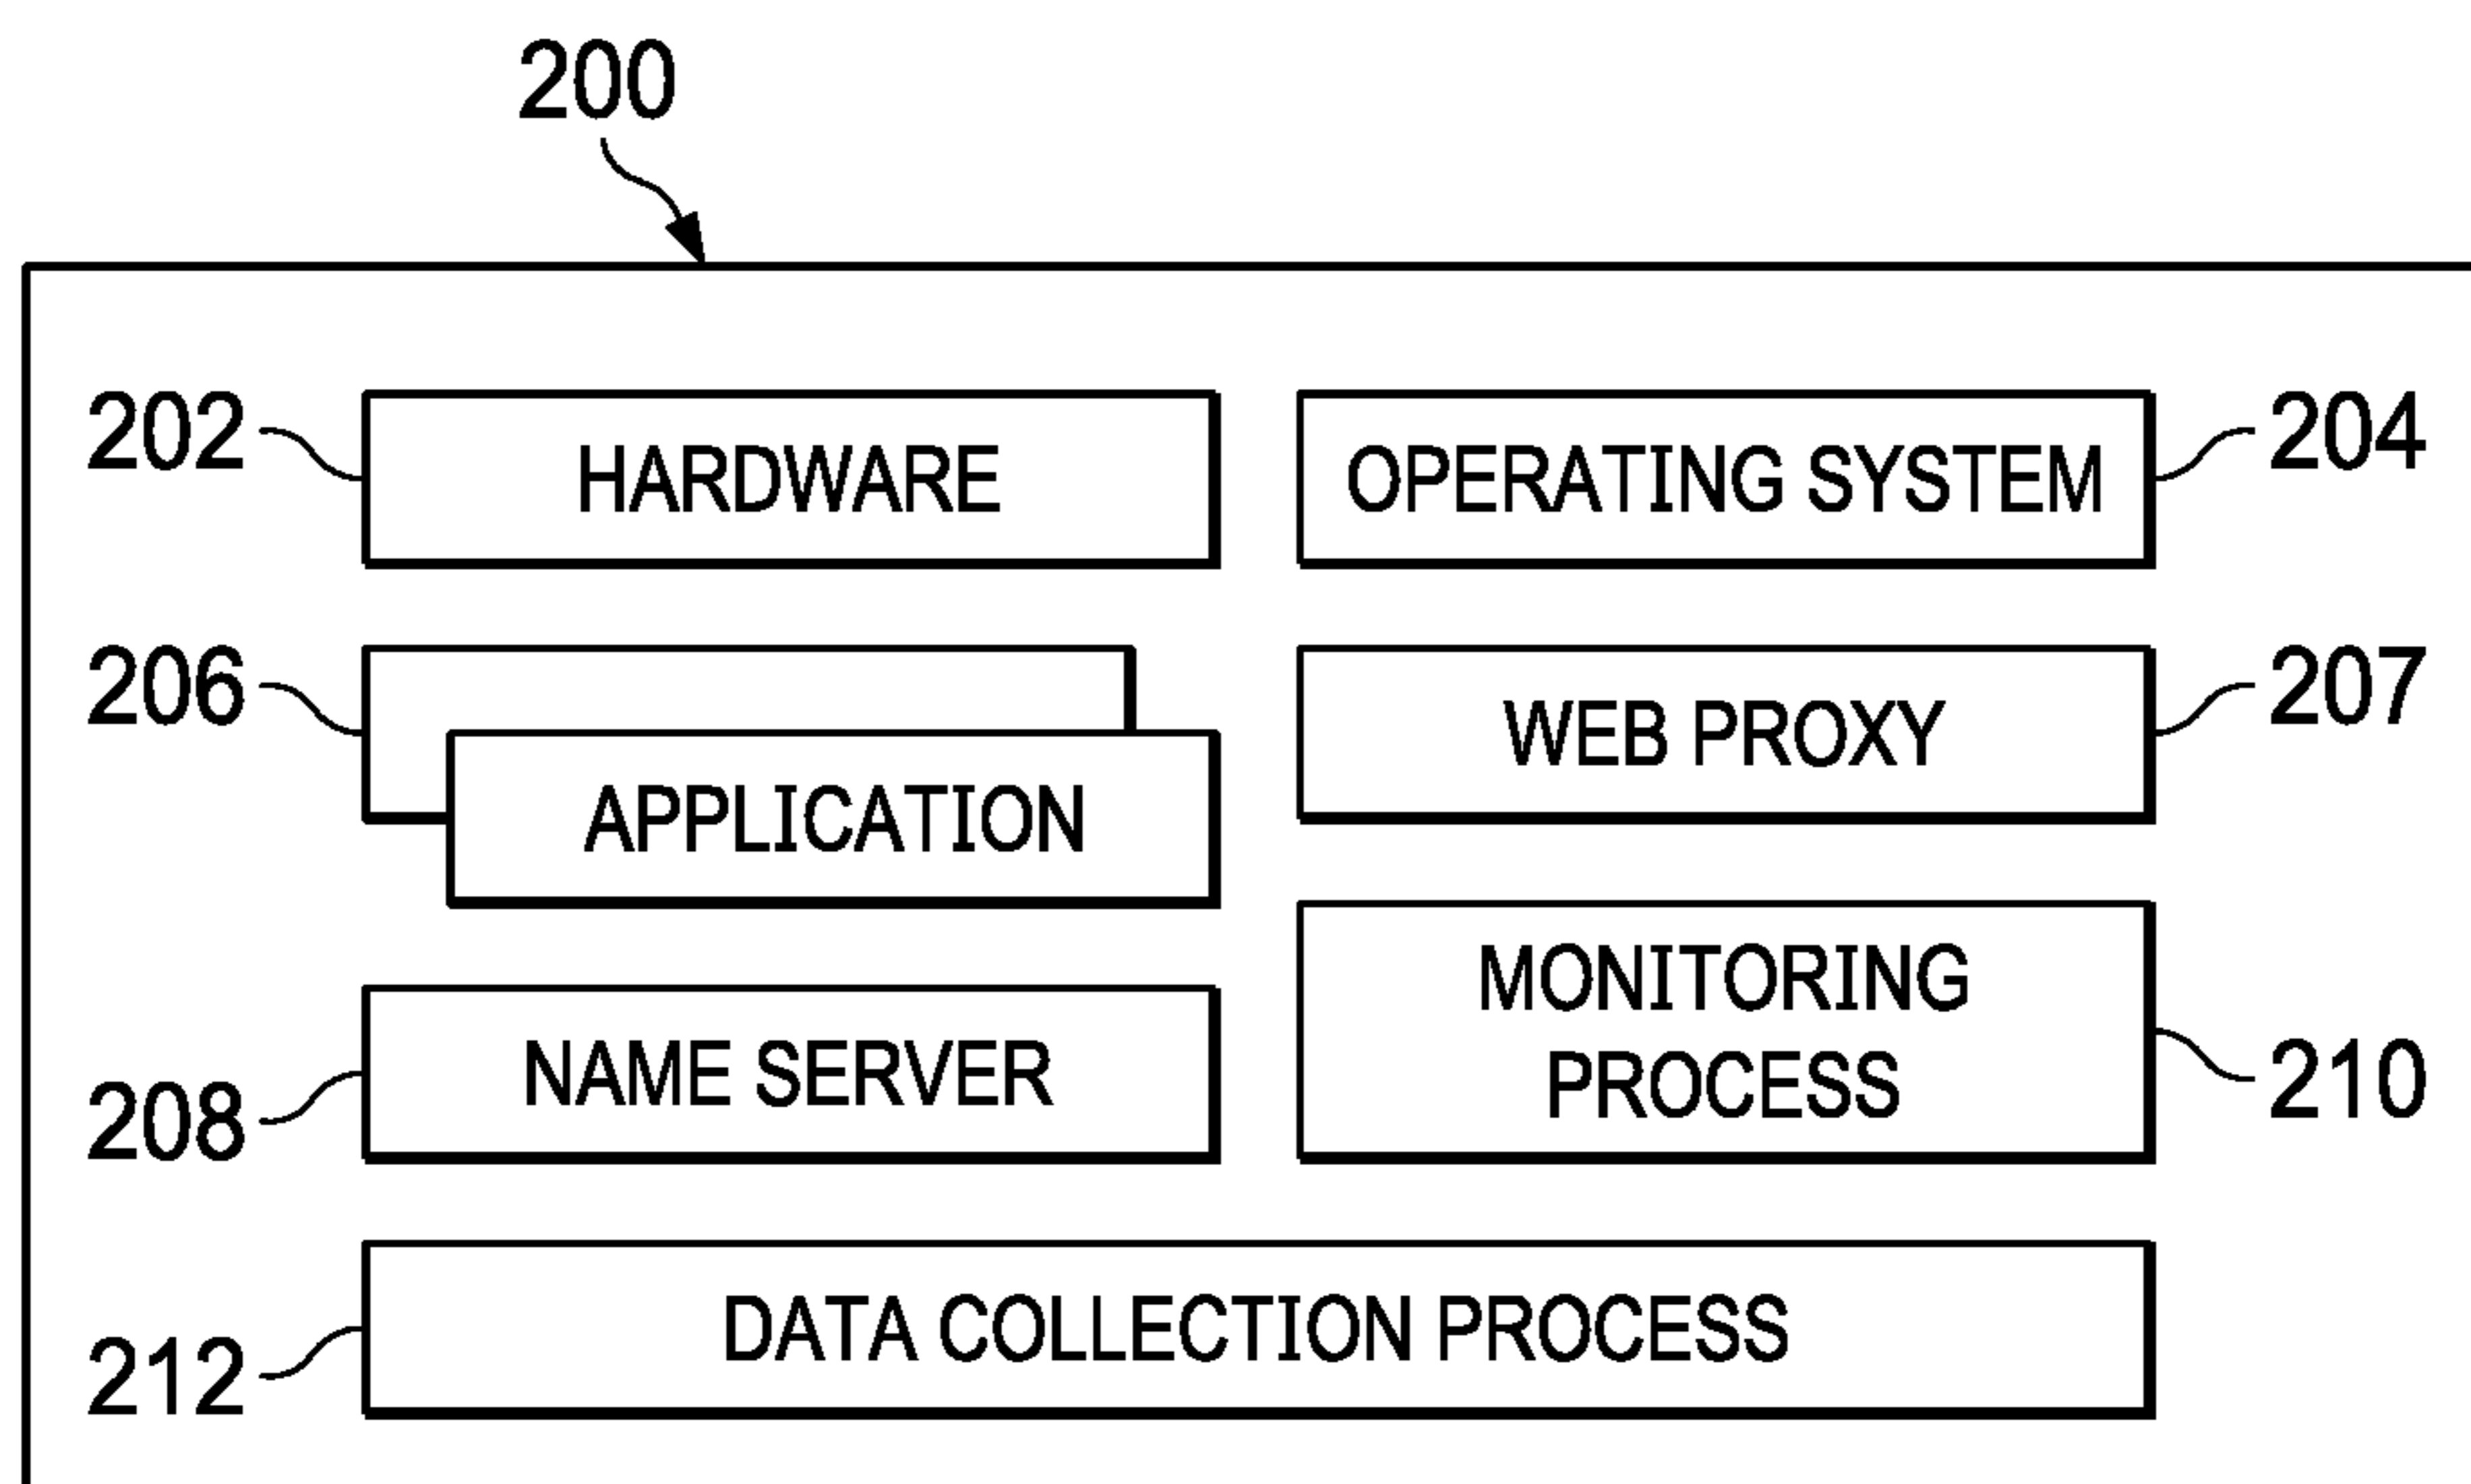 200
202
HARDWARE
OPERATING SYSTEM
204
206
APPLICATION
WEB PROXY
207
208
NAME SERVER
MONITORING
PROCESS
210
212
DATA COLLECTION PROCESS